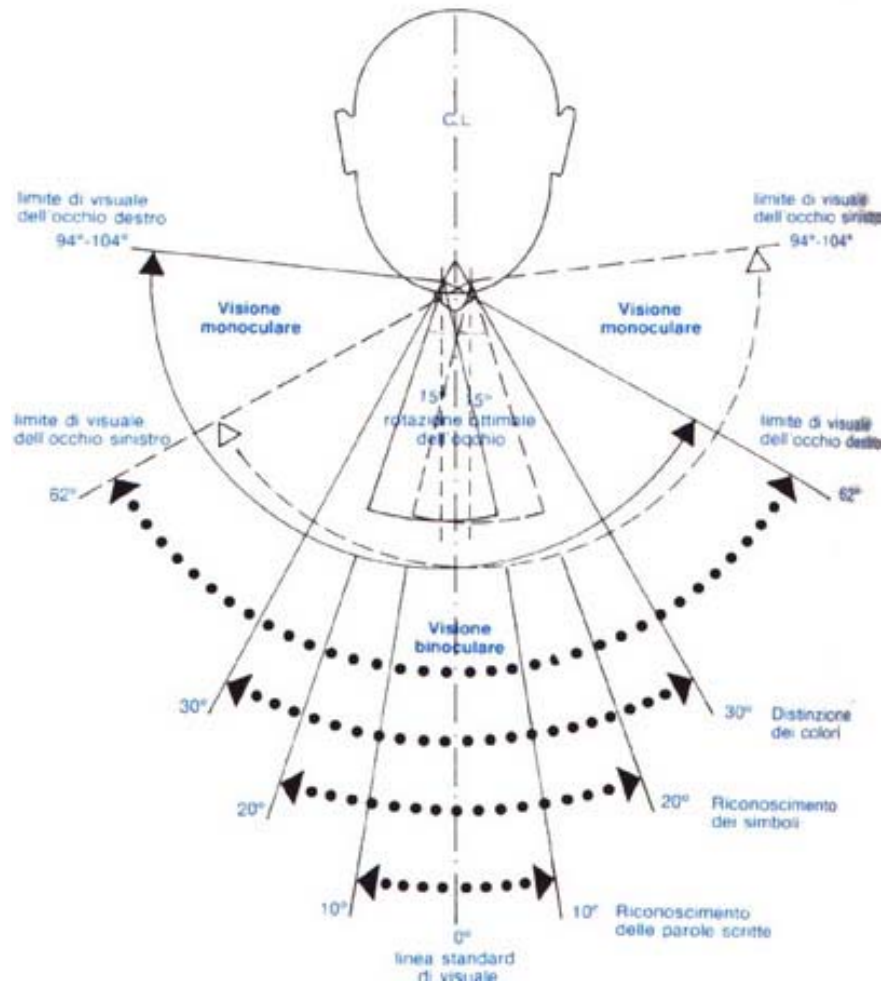 C.L
limite di visuale
dell'occhio destro
94°-104°
limite di visuale
dell'occhio sinistro
94°-104°
Visione
monoculare
Visione
monoculare
15° 15°
rotazione ottimale
dell'occhio
limite di visuale
dell'occhio sinistro
62°
limite di visuale
dell'occhio destro
62°
Visione
binoculare
30°
30° Distinzione
dei colori
20°
20° Riconoscimento
dei simboli
10°
10° Riconoscimento
delle parole scritte
0°
linea standard
di visuale